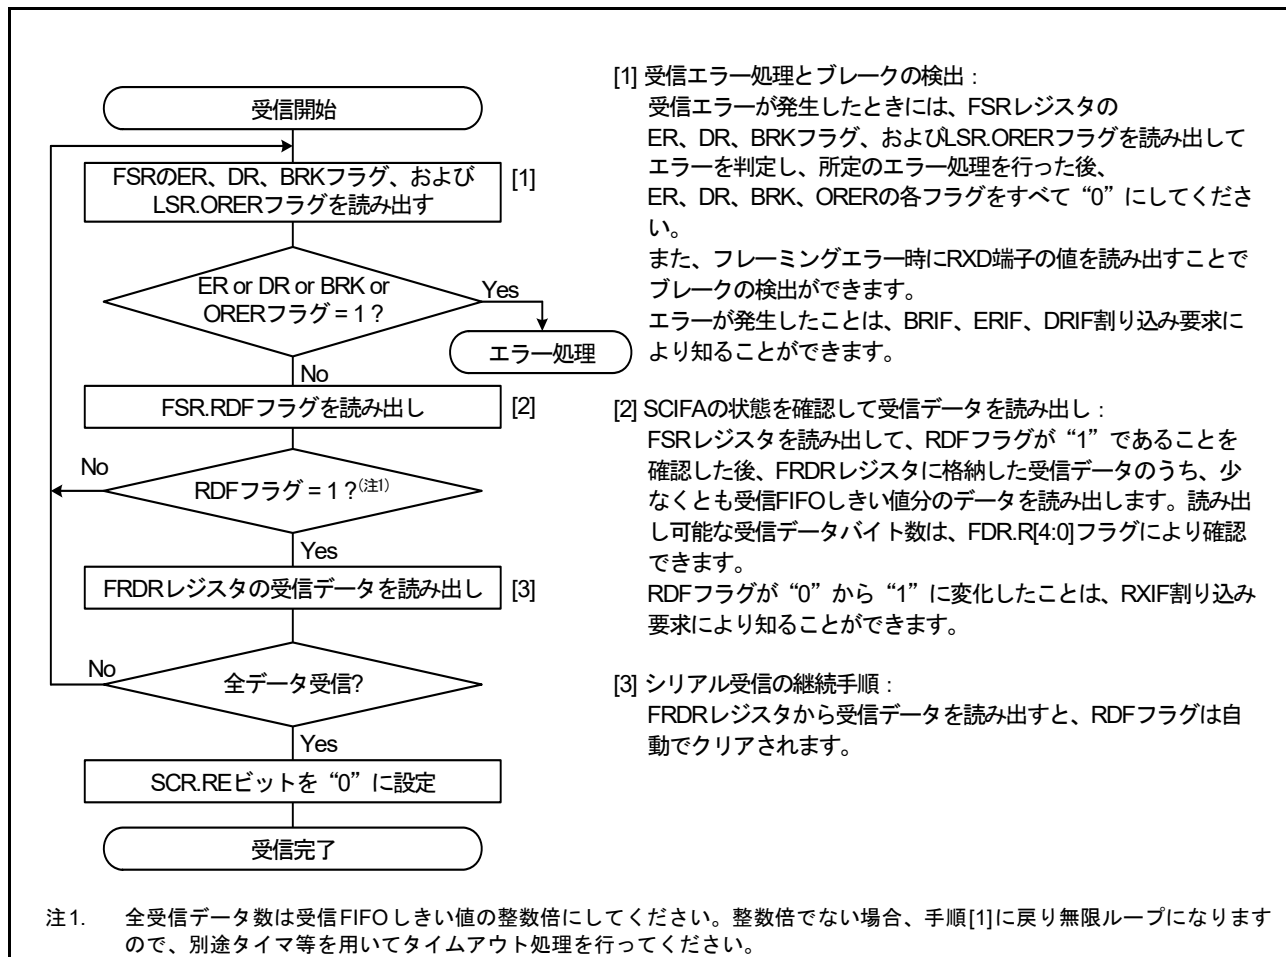 受信開始
FSRのER、DR、BRKフラグ、および
LSR.ORERフラグを読み出す
[1]
ER or DR or BRK or
ORERフラグ = 1 ?
Yes
エラー処理
No
FSR.RDFフラグを読み出し
[2]
No
RDFフラグ = 1 ?(注1)
Yes
FRDRレジスタの受信データを読み出し
[3]
No
全データ受信?
Yes
SCR.REビットを“0”に設定
受信完了
[1] 受信エラー処理とブレークの検出：
受信エラーが発生したときには、FSRレジスタの
ER、DR、BRKフラグ、およびLSR.ORERフラグを読み出して
エラーを判定し、所定のエラー処理を行った後、
ER、DR、BRK、ORERの各フラグをすべて“0”にしてくださ
い。
また、フレーミングエラー時にRXD端子の値を読み出すことで
ブレークの検出ができます。
エラーが発生したことは、BRIF、ERIF、DRIF割り込み要求に
より知ることができます。
[2] SCIFAの状態を確認して受信データを読み出し：
FSRレジスタを読み出して、RDFフラグが“1”であることを
確認した後、FRDRレジスタに格納した受信データのうち、少
なくとも受信FIFOしきい値分のデータを読み出します。読み出
し可能な受信データバイト数は、FDR.R[4:0]フラグにより確認
できます。
RDFフラグが“0”から“1”に変化したことは、RXIF割り込み
要求により知ることができます。
[3] シリアル受信の継続手順：
FRDRレジスタから受信データを読み出すと、RDFフラグは自
動でクリアされます。
注1. 全受信データ数は受信FIFOしきい値の整数倍にしてください。整数倍でない場合、手順[1]に戻り無限ループになります
ので、別途タイマ等を用いてタイムアウト処理を行ってください。